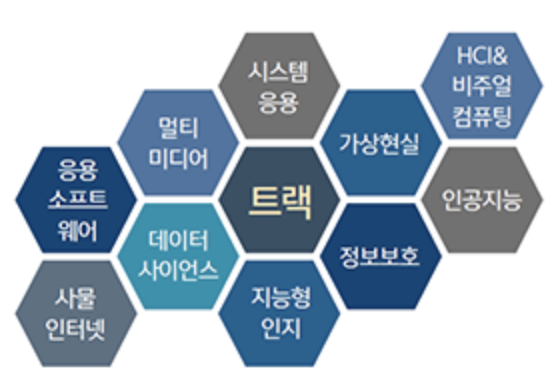 HCI&
비주얼
컴퓨팅
시스템
응용
멀티
미디어
가상현실
응용
소프트
웨어
트랙
인공지능
데이터
사이언스
정보보호
사물
인터넷
지능형
인지